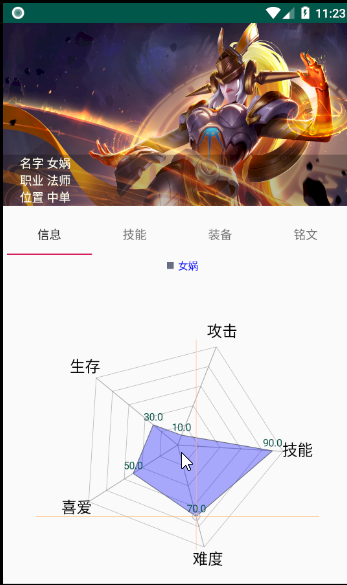 11:23
名字 女娲
职业 法师
位置 中单
信息 技能 装备 铭文
女娲
攻击
生存
30.0
10.0
90.0
技能
50.0
喜爱
70.0
难度